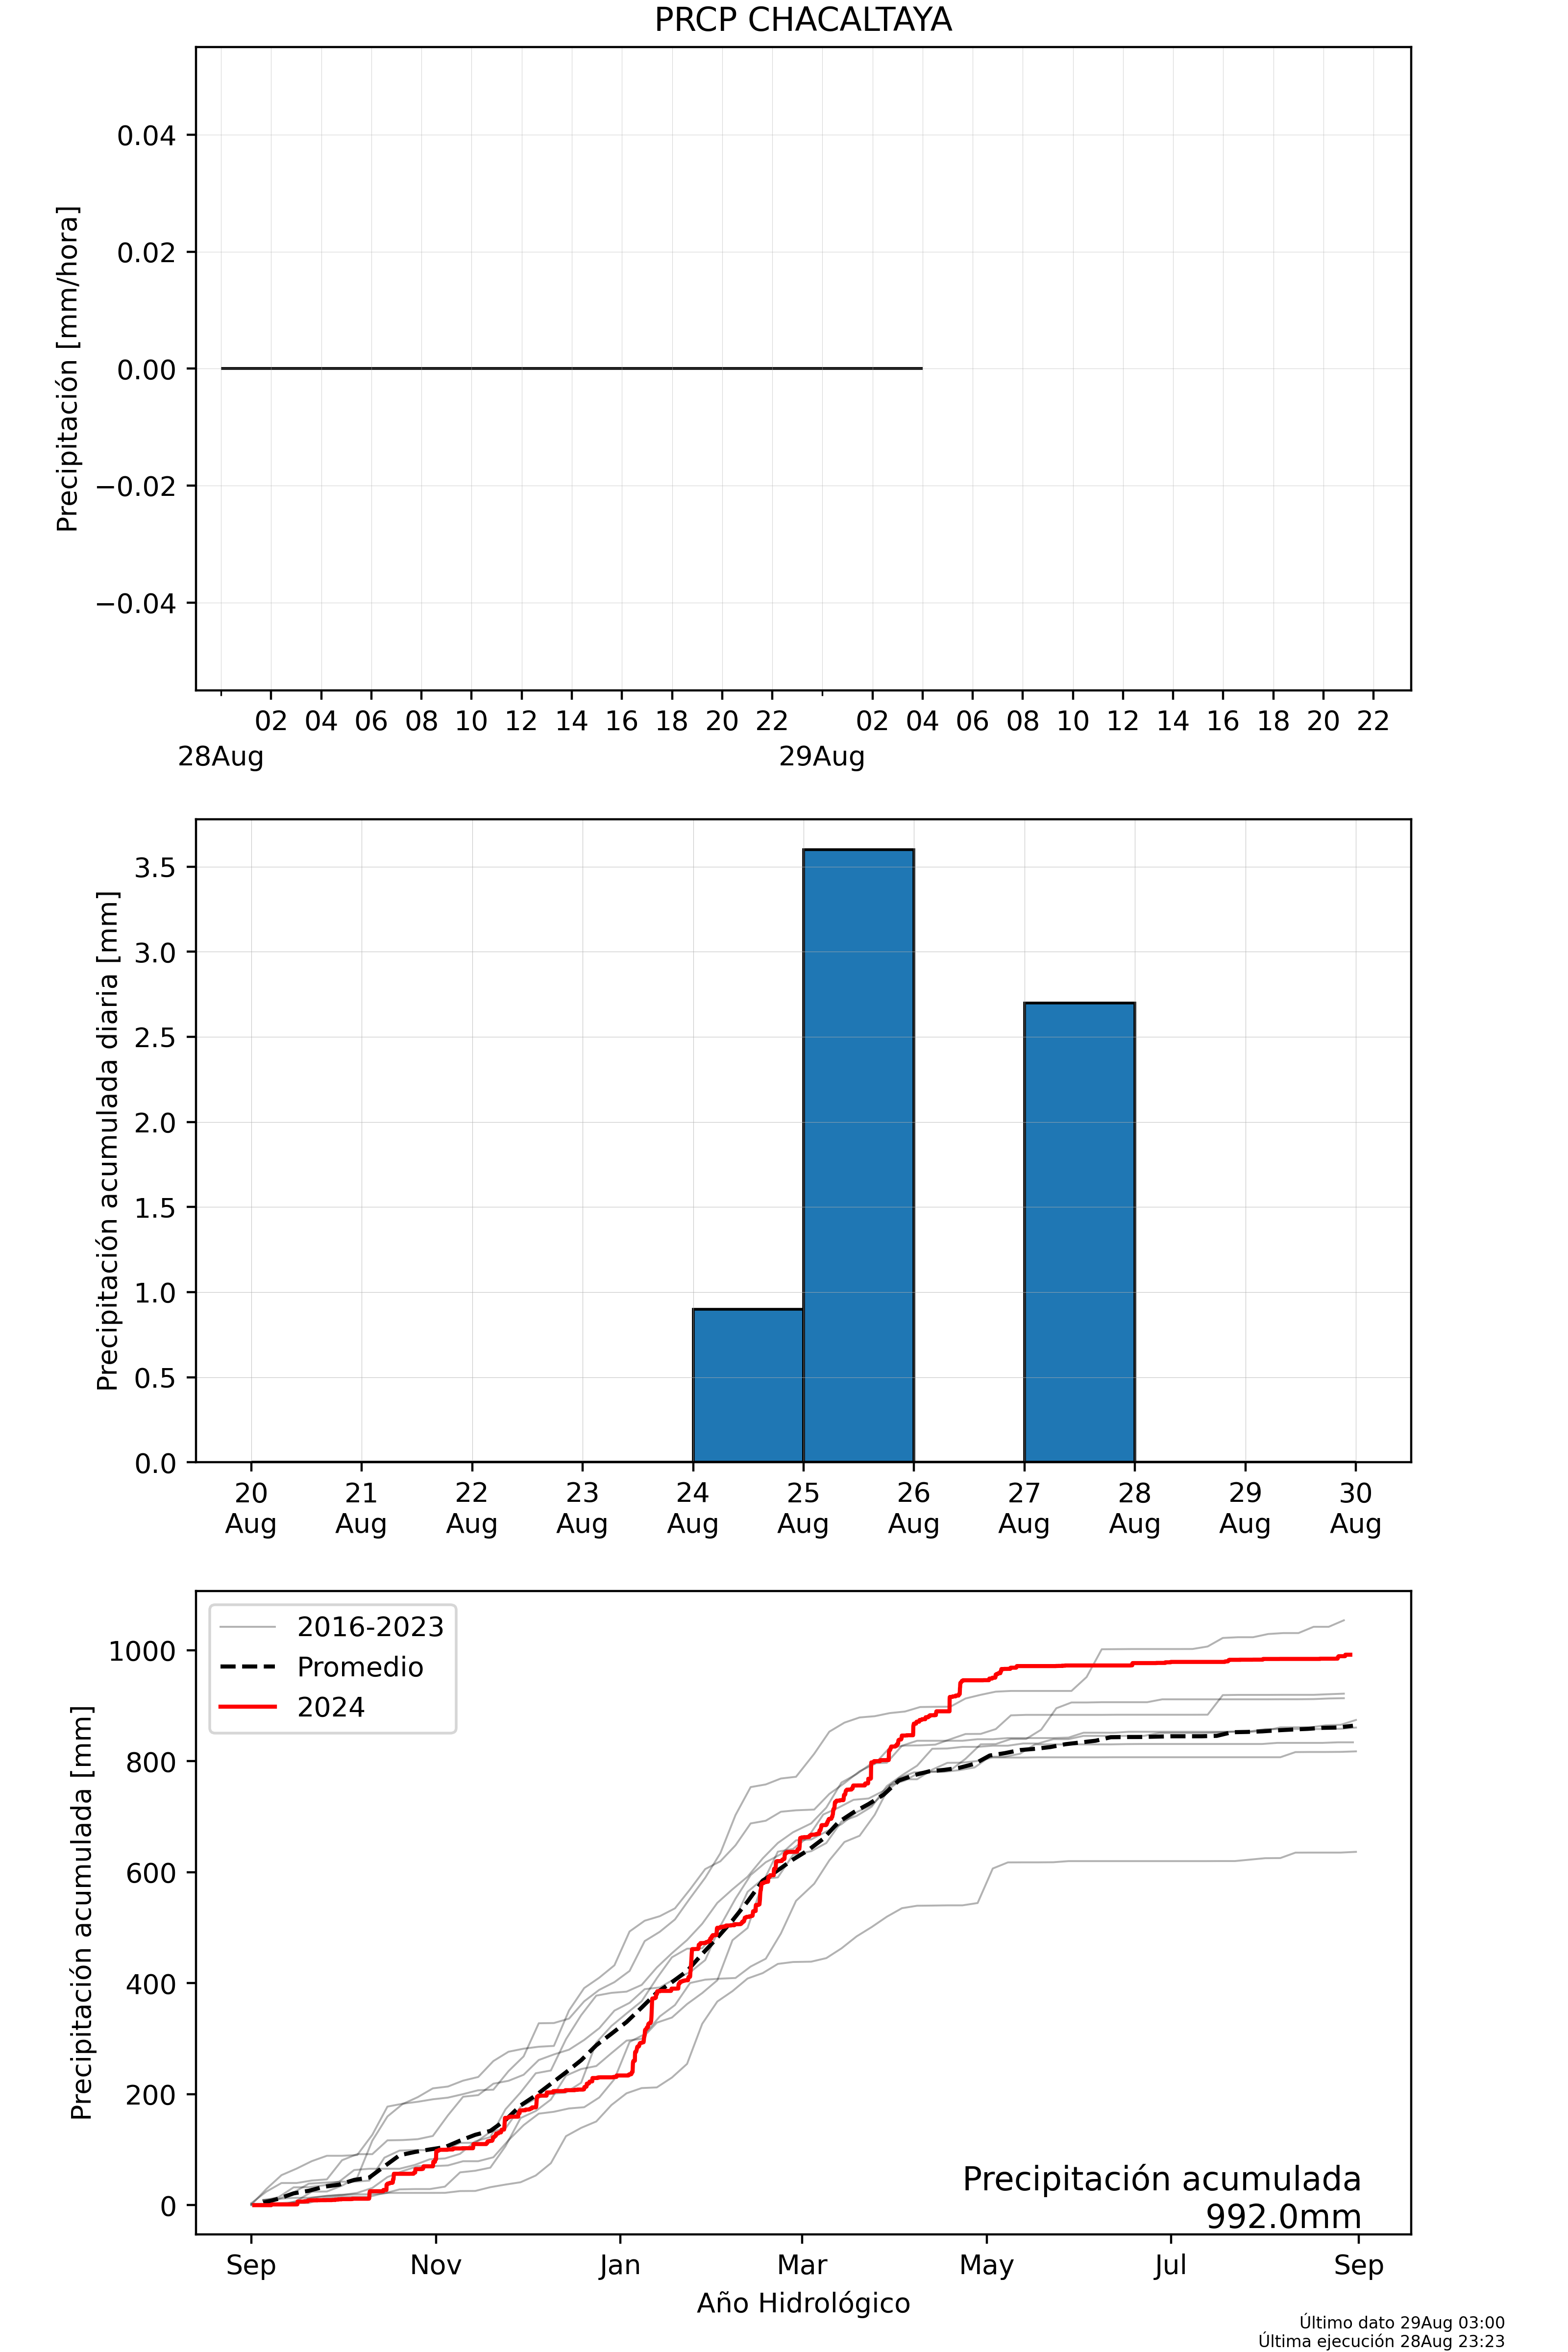 PRCP CHACALTAYA
Precipitación [mm/hora]
0.04
0.02
0.00
−0.02
−0.04
02 04 06 08 10 12 14 16 18 20 22 02 04 06 08 10 12 14 16 18 20 22
28Aug 29Aug
Precipitación acumulada diaria [mm]
3.5
3.0
2.5
2.0
1.5
1.0
0.5
0.0
20 21 22 23 24 25 26 27 28 29 30
Aug Aug Aug Aug Aug Aug Aug Aug Aug Aug Aug
Precipitación acumulada [mm]
1000
800
600
400
200
0
2016-2023
Promedio
2024
Precipitación acumulada
992.0mm
Sep Nov Jan Mar May Jul Sep
Año Hidrológico
Último dato 29Aug 03:00
Última ejecución 28Aug 23:23